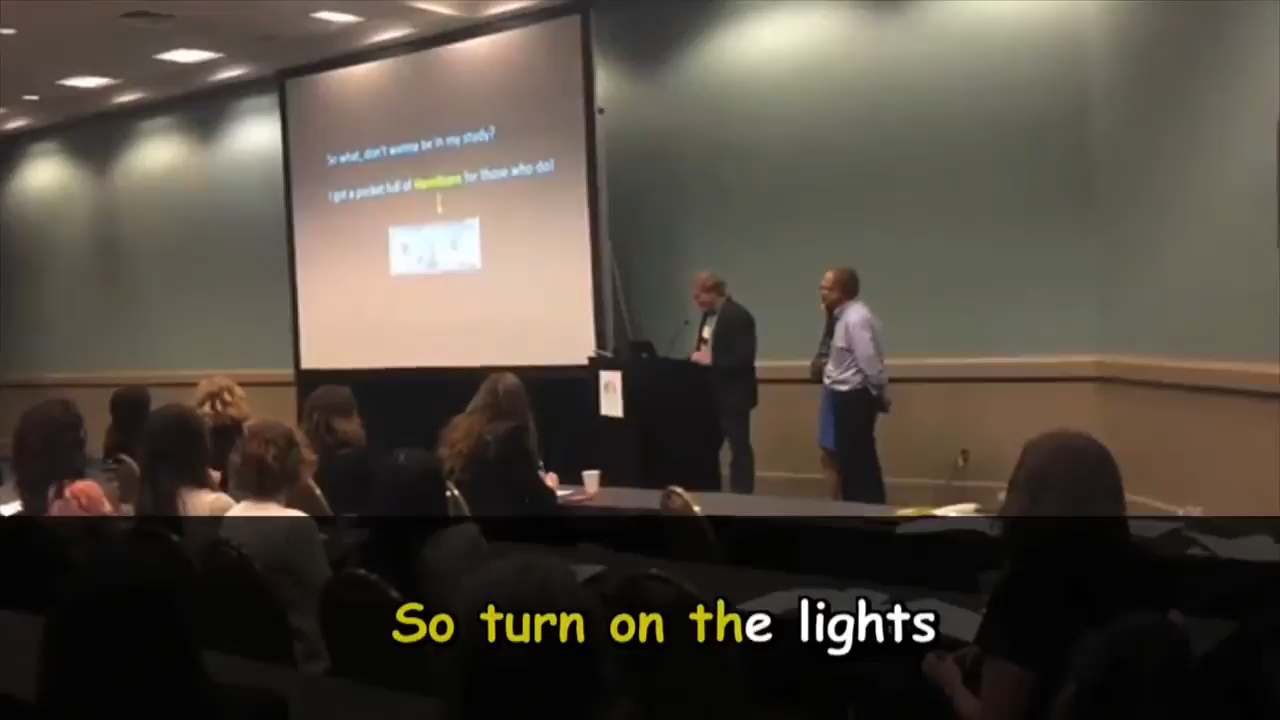 So what, don't wanna be in my study?
I got a pocket full of Hamiltons for those who do!
So turn on the lights